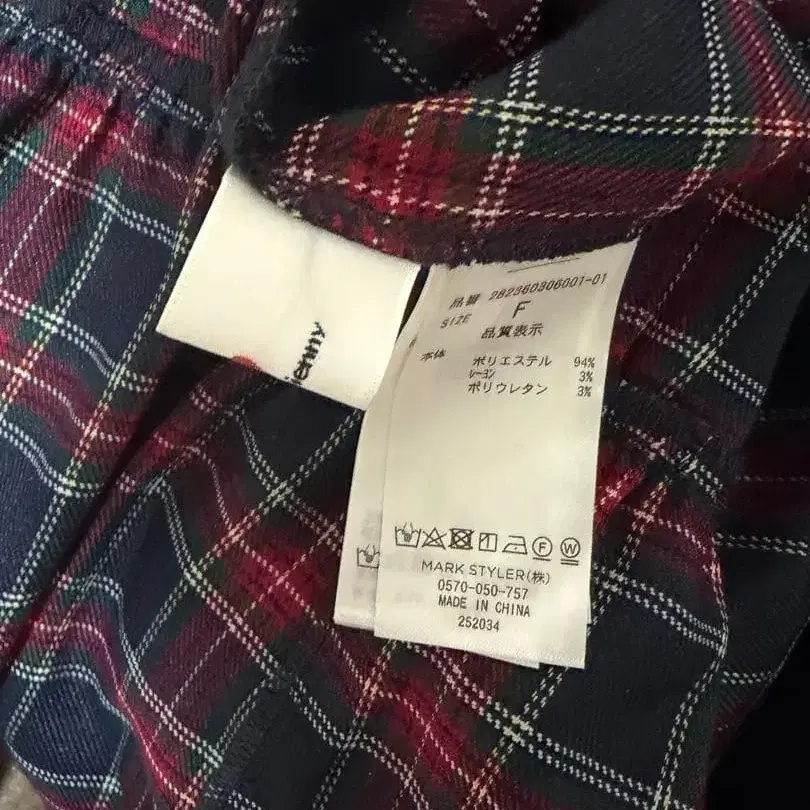 品番 282360306001-01
SIZE F
品質表示
本体 ポリエステル 94%
レーヨン 3%
ポリウレタン 3%
MARK STYLER(株)
0570-050-757
MADE IN CHINA
252034
enny